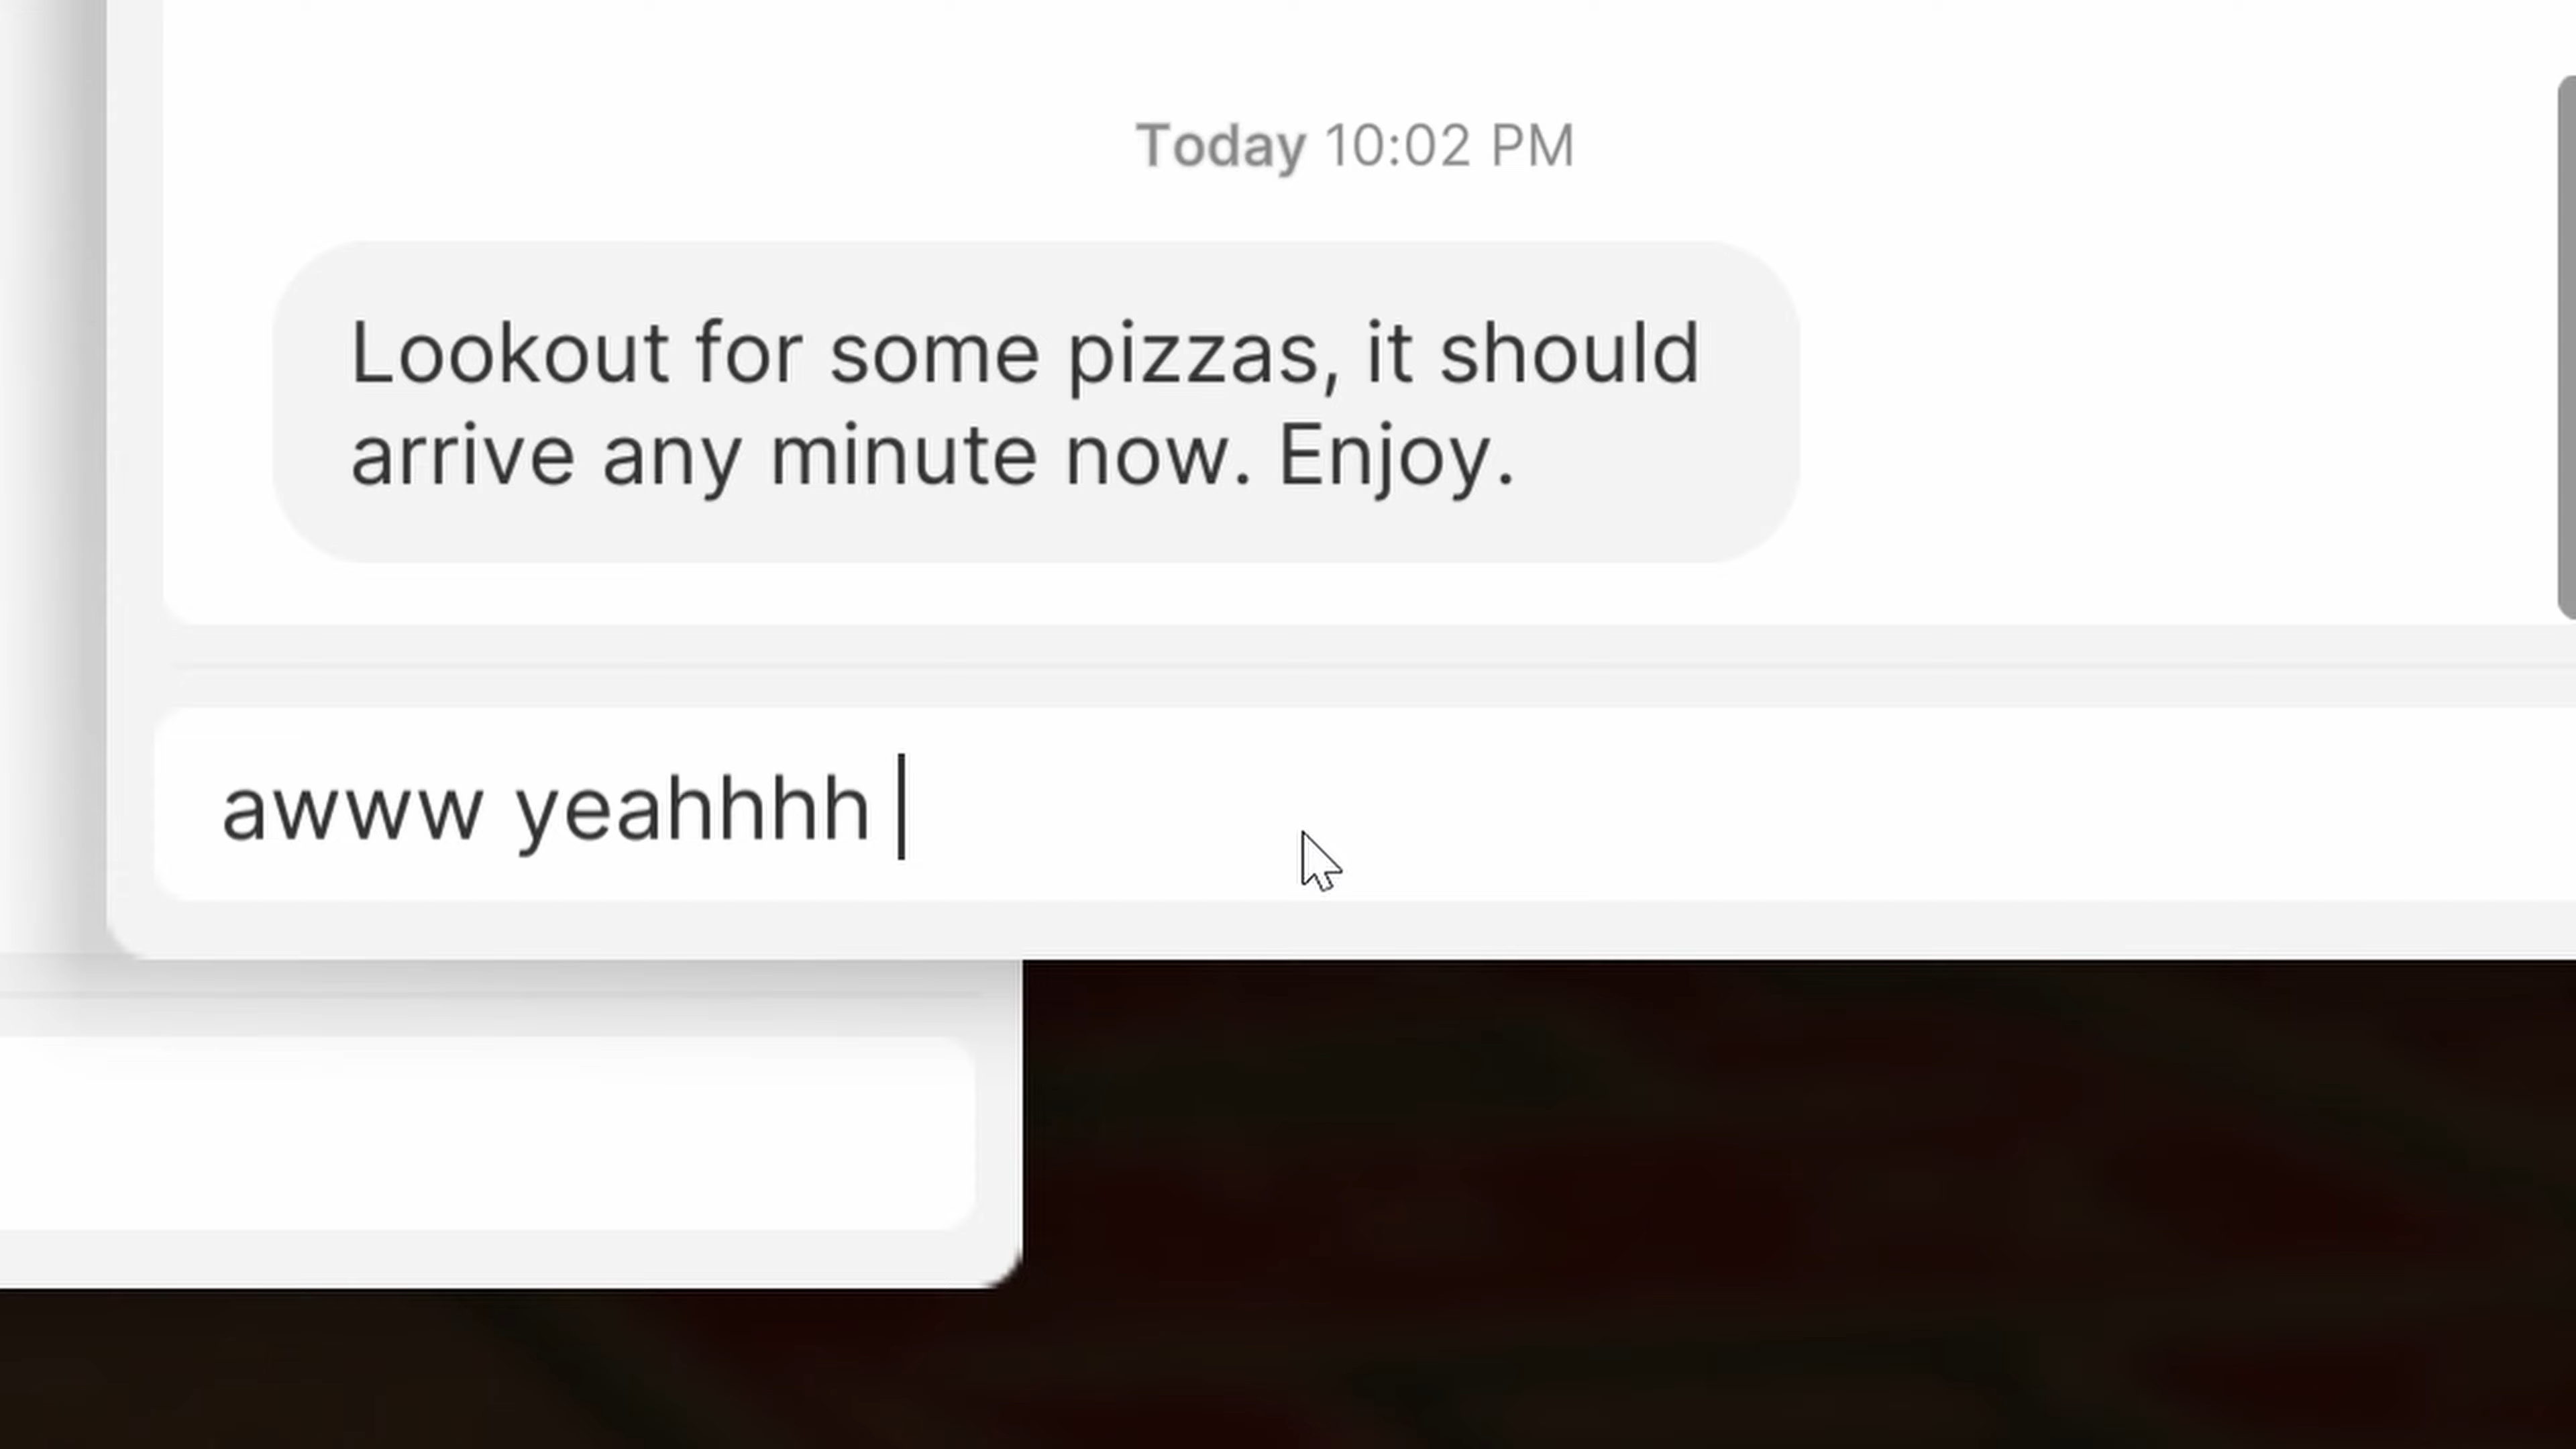 Today 10:02 PM
Lookout for some pizzas, it should
arrive any minute now. Enjoy.
awww yeahhhh